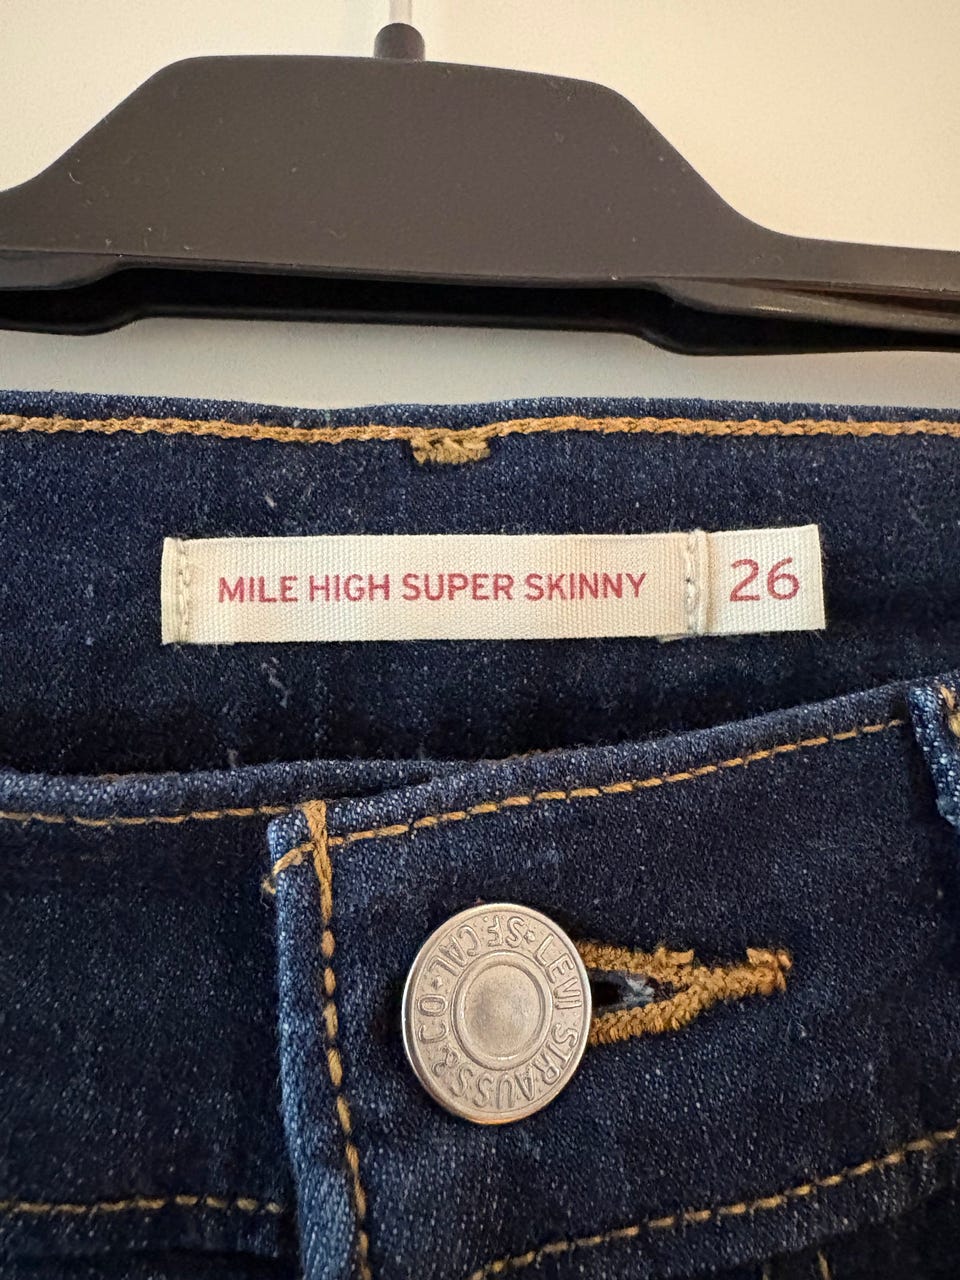 MILE HIGH SUPER SKINNY 26
LEVI STRAUSS & CO · S.F. CAL ·